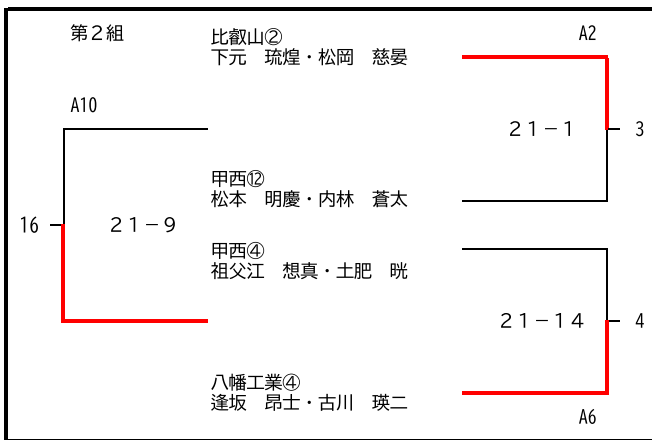 第２組
比叡山②
下元　琉煌・松岡　慈晏
A2
A10
２１－１
3
甲西⑫
松本　明慶・内林　蒼太
16
２１－９
甲西④
祖父江　想真・土肥　晄
２１－１４
4
八幡工業④
逢坂　昂士・古川　瑛二
A6